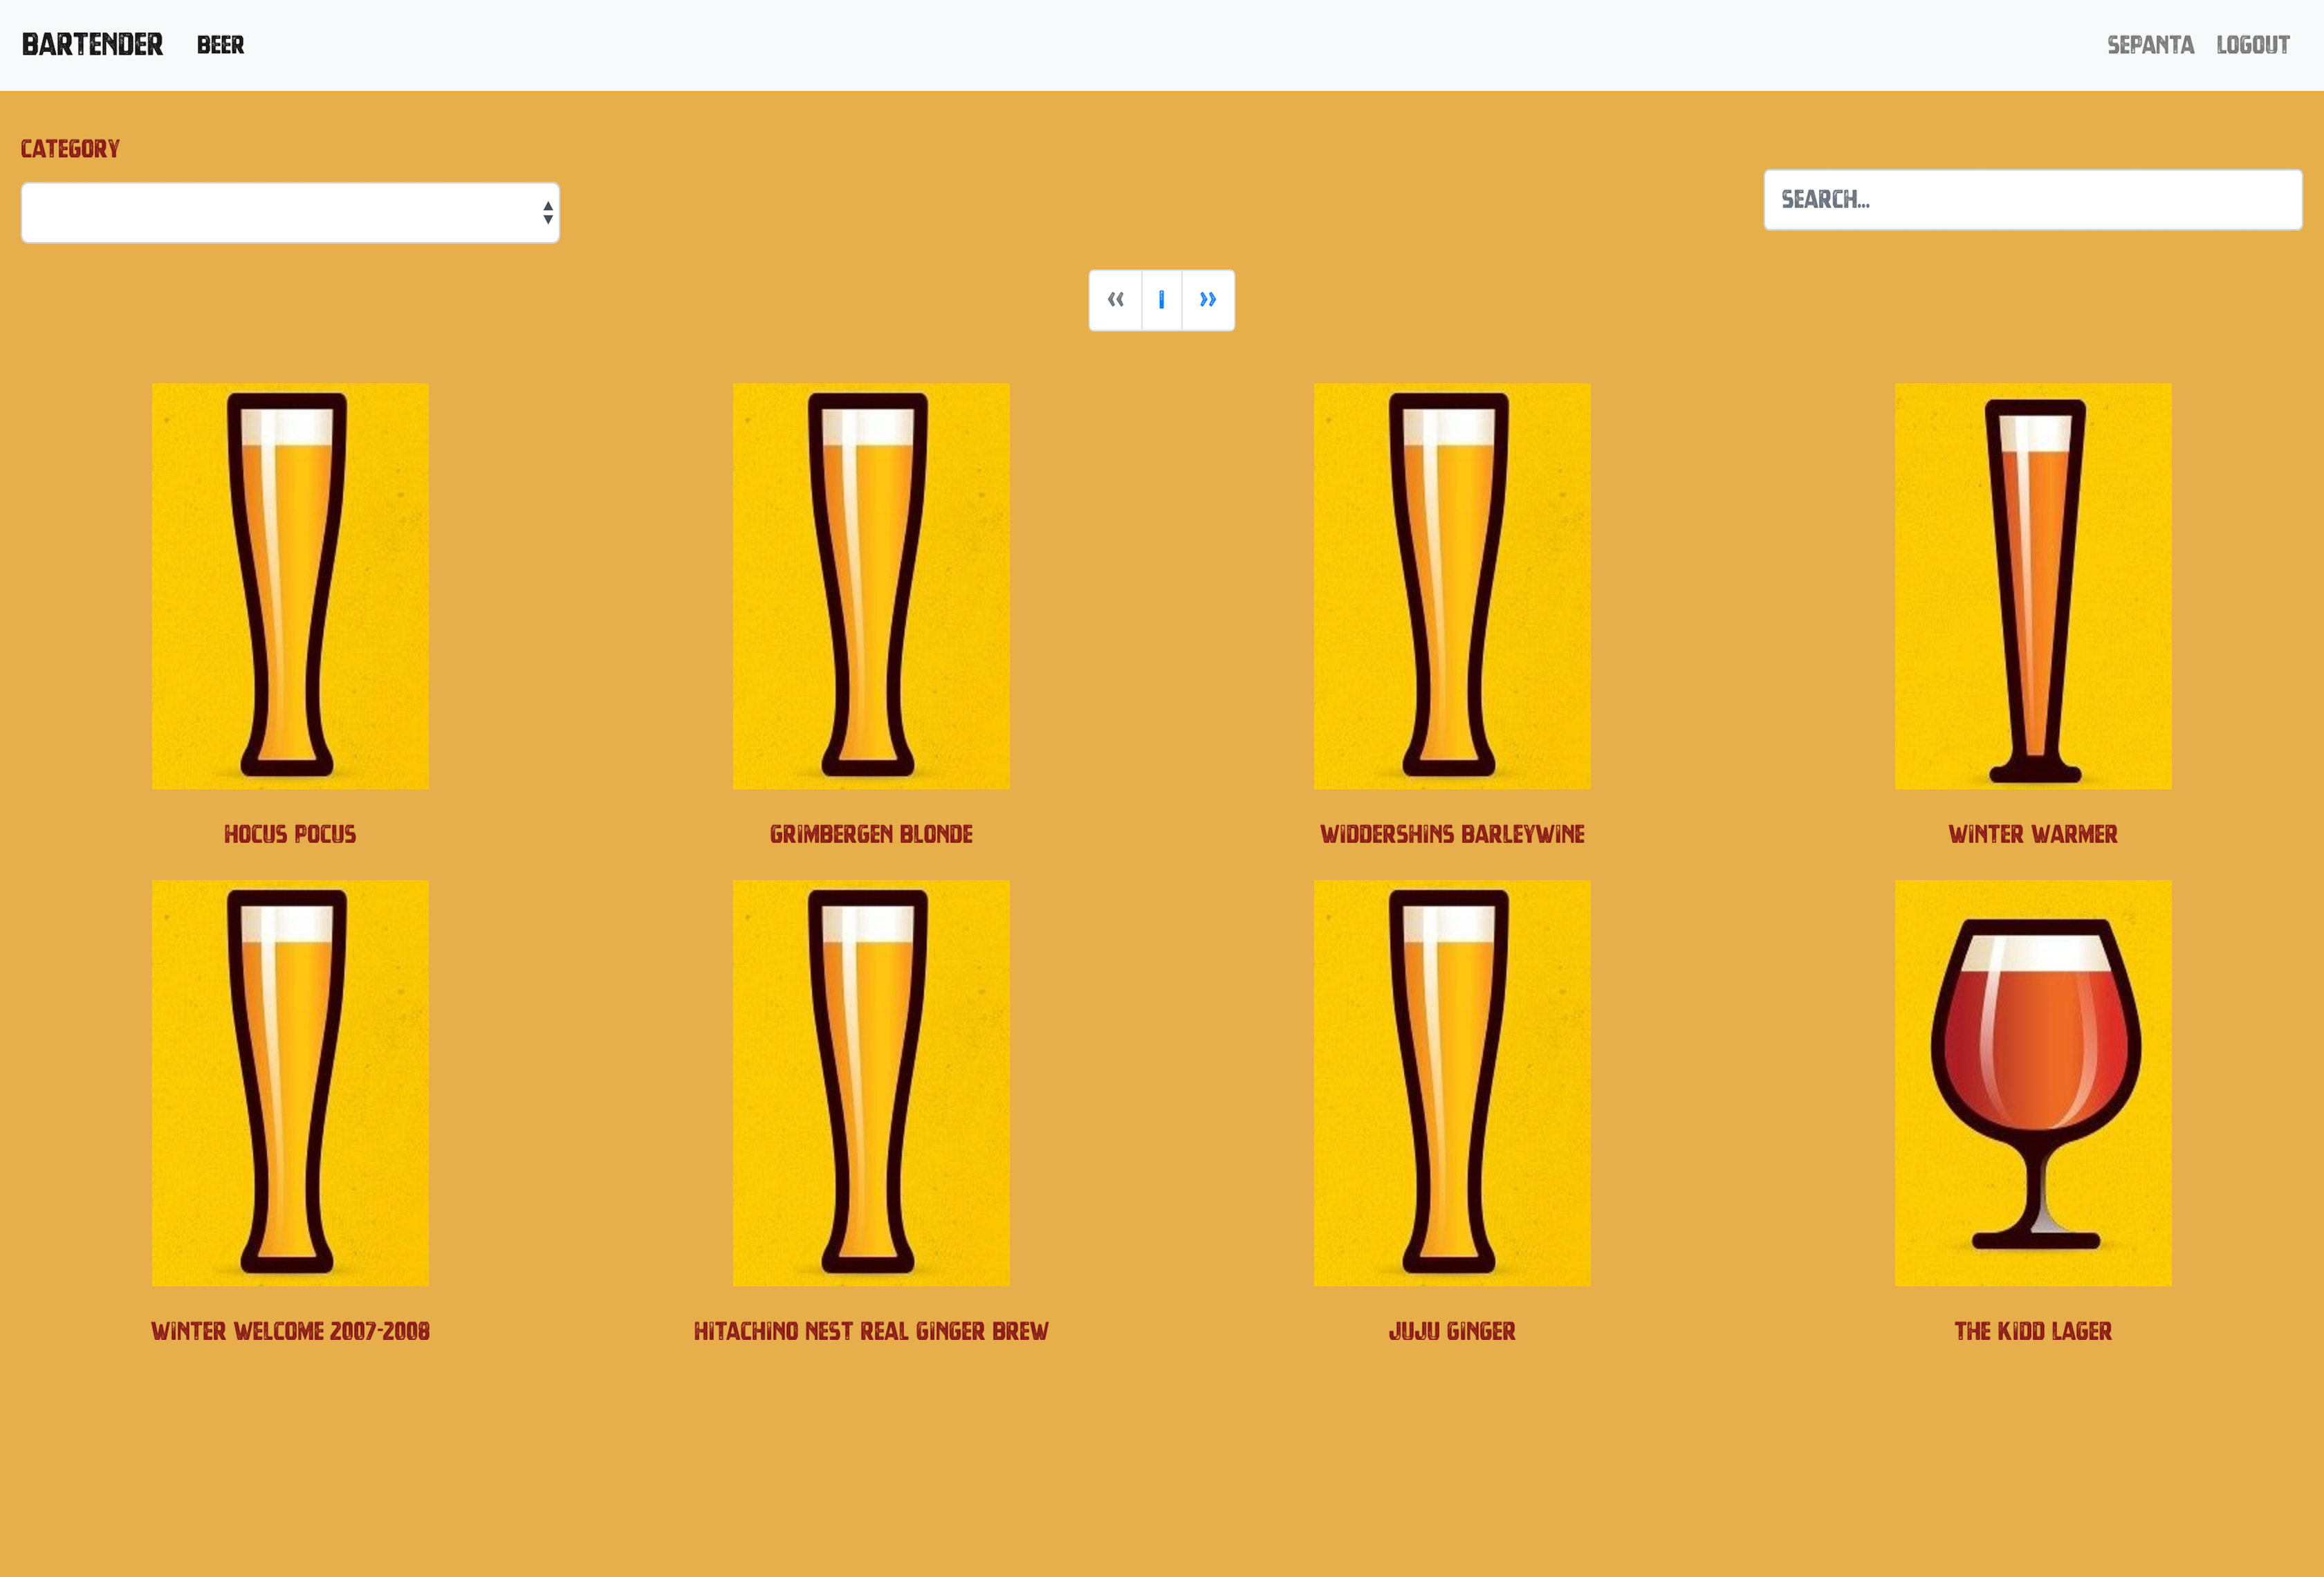 BARTENDER BEER SEPANTA LOGOUT
CATEGORY
SEARCH...
« 1 »
HOCUS POCUS
GRIMBERGEN BLONDE
WIDDERSHINS BARLEYWINE
WINTER WARMER
WINTER WELCOME 2007-2008
HITACHINO NEST REAL GINGER BREW
JUJU GINGER
THE KIDD LAGER